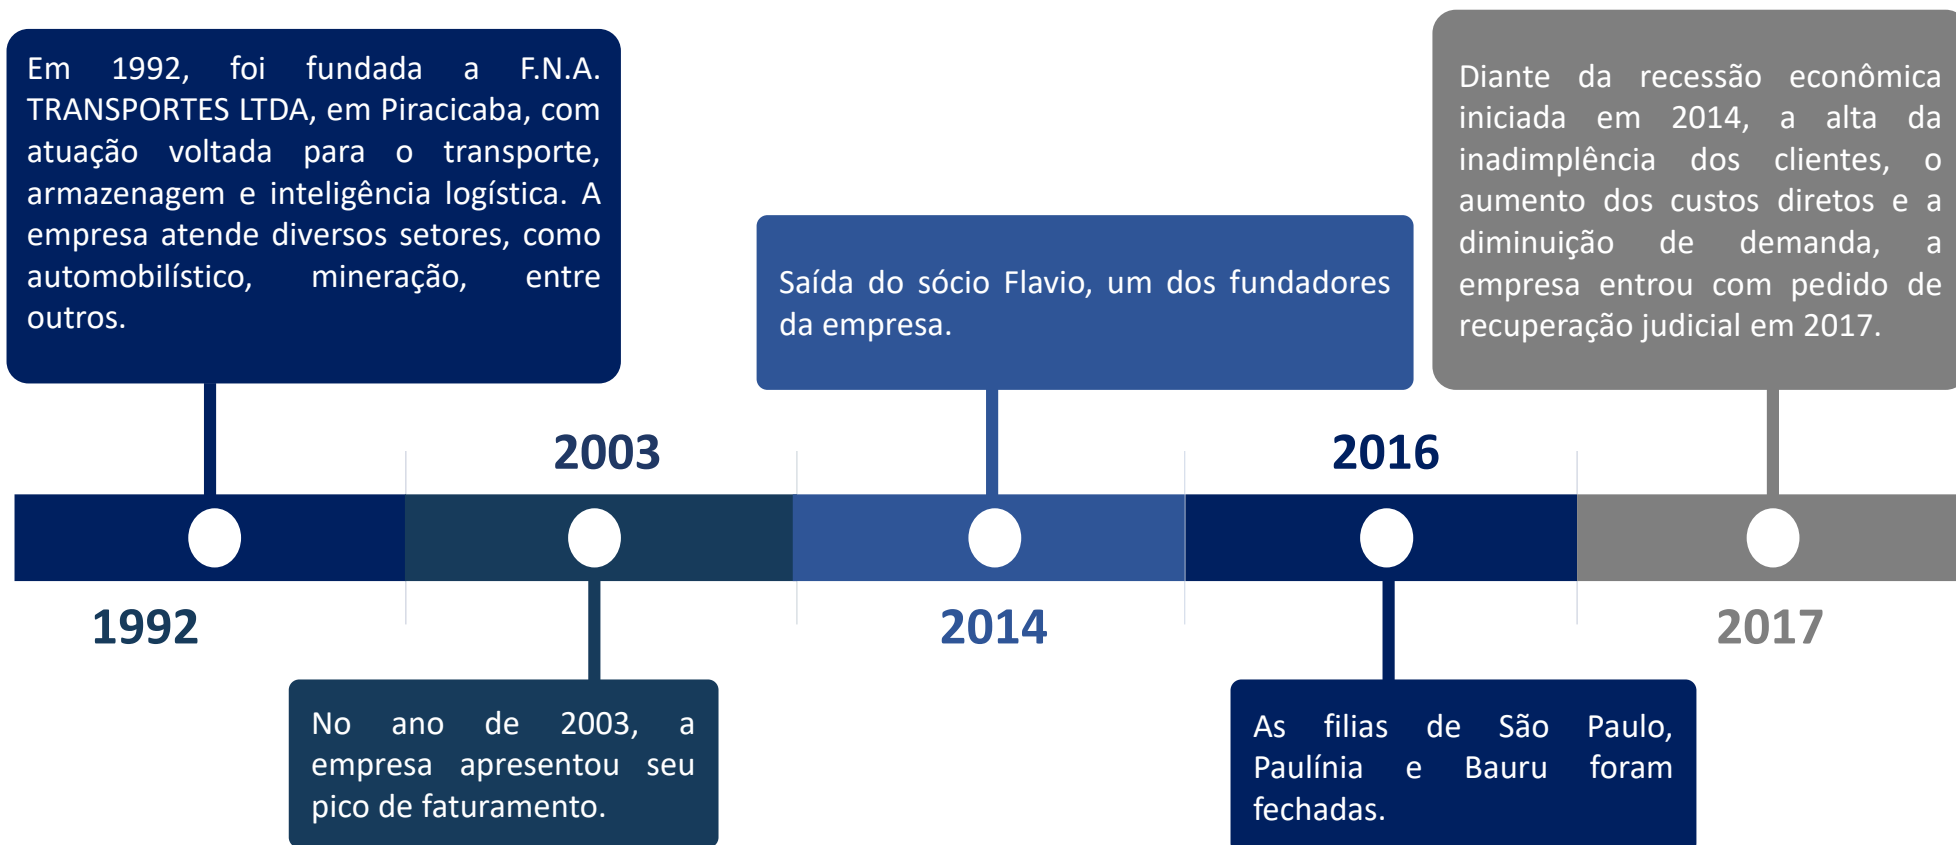 Em 1992, foi fundada a F.N.A.
TRANSPORTES LTDA, em Piracicaba, com
atuação voltada para o transporte,
armazenagem e inteligência logística. A
empresa atende diversos setores, como
automobilístico, mineração, entre
outros.
1992
2003
No ano de 2003, a
empresa apresentou seu
pico de faturamento.
Saída do sócio Flavio, um dos fundadores
da empresa.
2014
2016
As filias de São Paulo,
Paulínia e Bauru foram
fechadas.
Diante da recessão econômica
iniciada em 2014, a alta da
inadimplência dos clientes, o
aumento dos custos diretos e a
diminuição de demanda, a
empresa entrou com pedido de
recuperação judicial em 2017.
2017